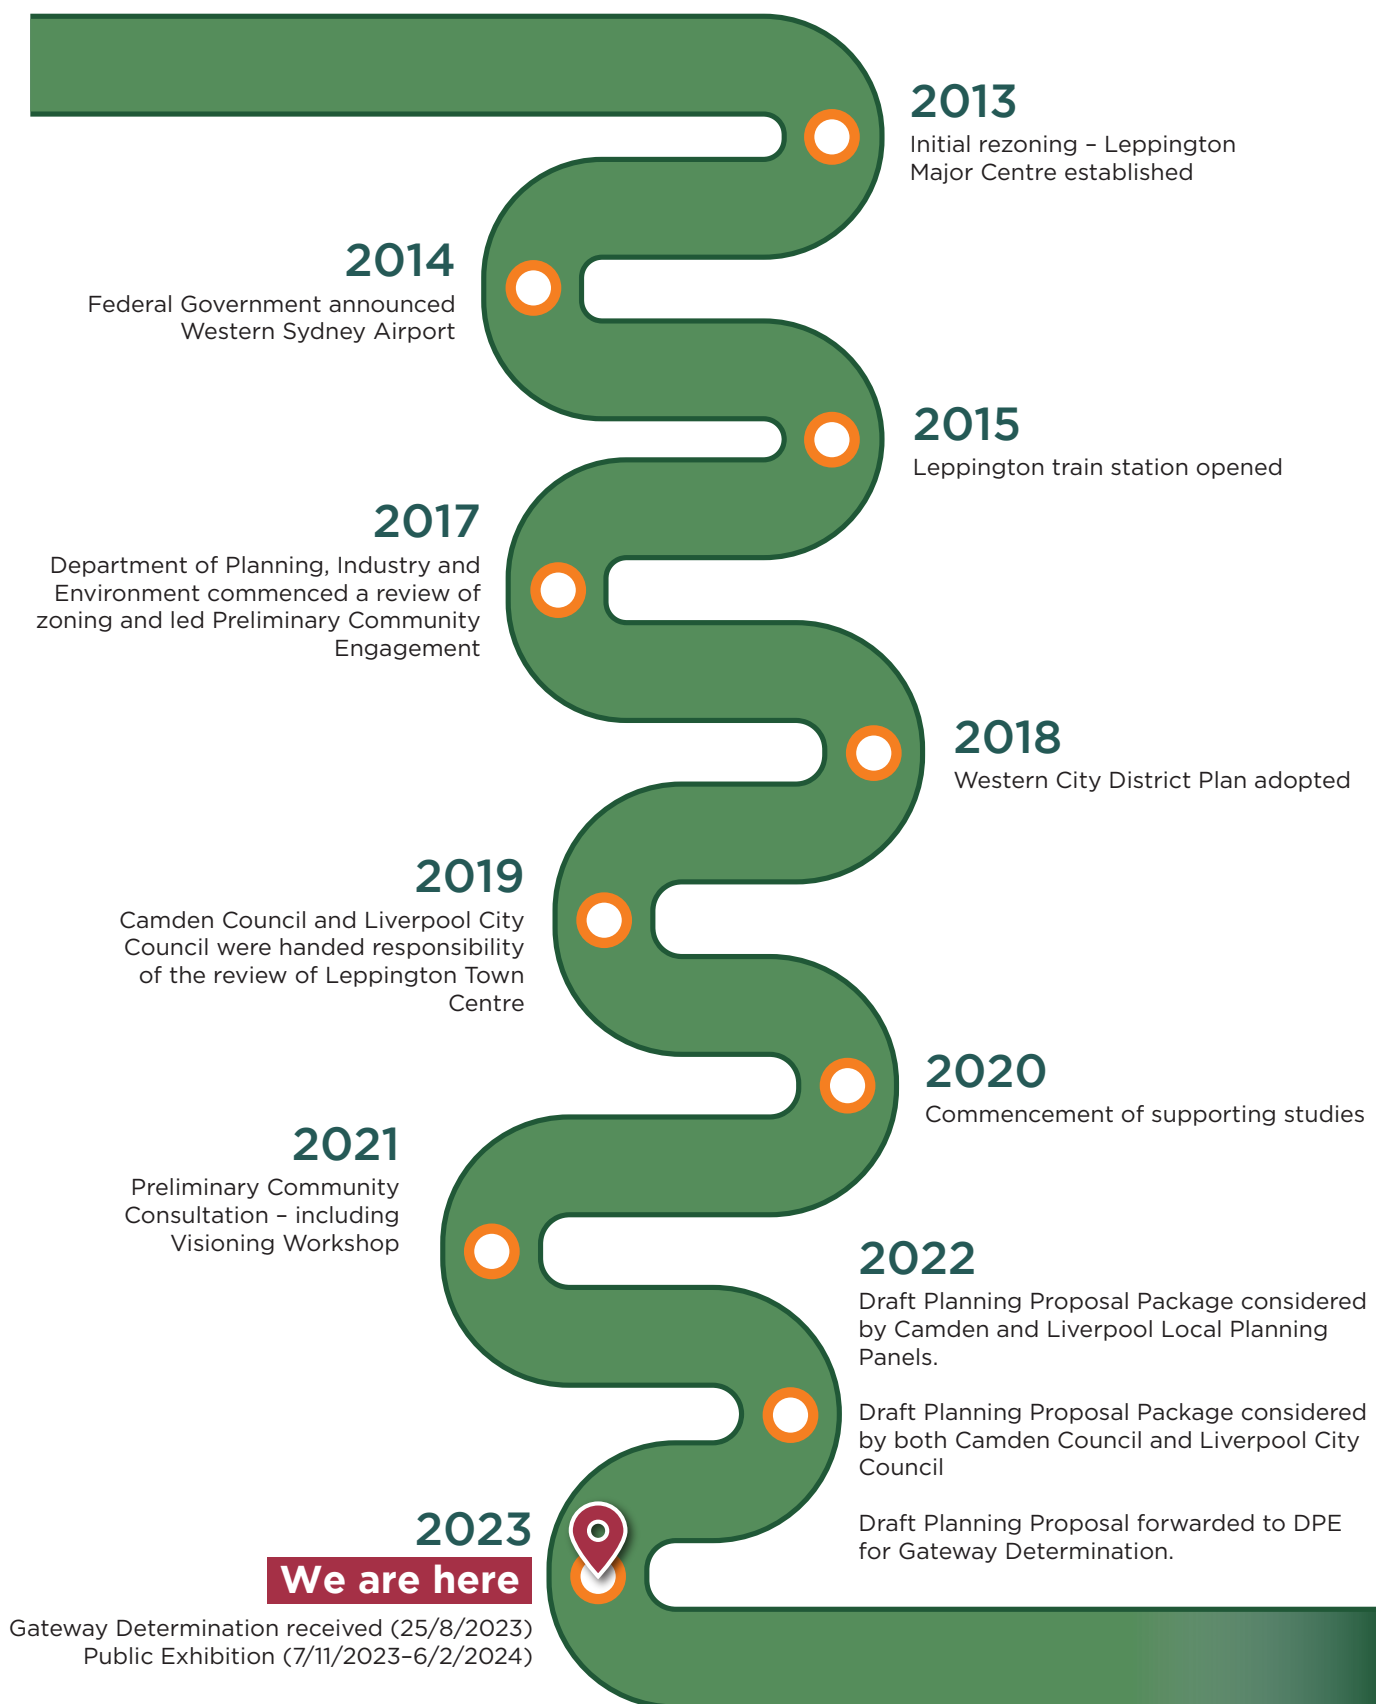 2013
Initial rezoning – Leppington
Major Centre established
2014
Federal Government announced
Western Sydney Airport
2015
Leppington train station opened
2017
Department of Planning, Industry and
Environment commenced a review of
zoning and led Preliminary Community
Engagement
2018
Western City District Plan adopted
2019
Camden Council and Liverpool City
Council were handed responsibility
of the review of Leppington Town
Centre
2020
Commencement of supporting studies
2021
Preliminary Community
Consultation – including
Visioning Workshop
2022
Draft Planning Proposal Package considered
by Camden and Liverpool Local Planning
Panels.
Draft Planning Proposal Package considered
by both Camden Council and Liverpool City
Council
Draft Planning Proposal forwarded to DPE
for Gateway Determination.
2023
We are here
Gateway Determination received (25/8/2023)
Public Exhibition (7/11/2023–6/2/2024)